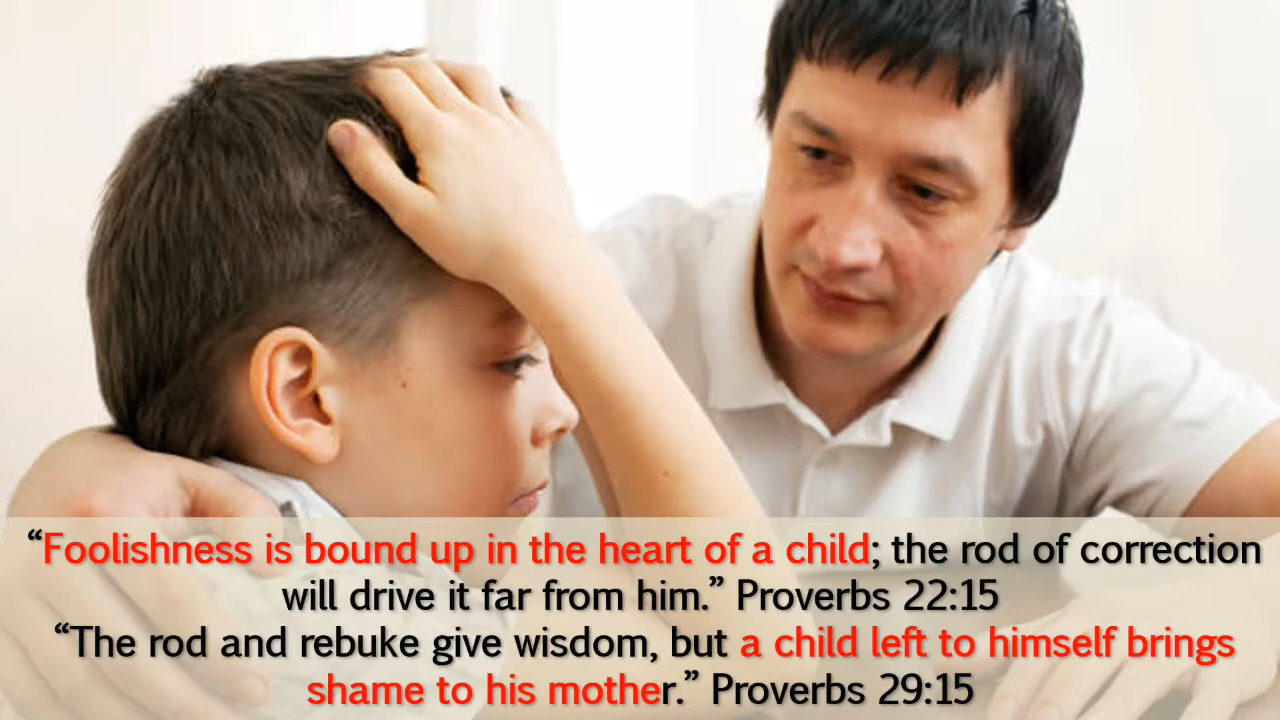 “Foolishness is bound up in the heart of a child; the rod of correction
will drive it far from him.” Proverbs 22:15
“The rod and rebuke give wisdom, but a child left to himself brings
shame to his mother.” Proverbs 29:15